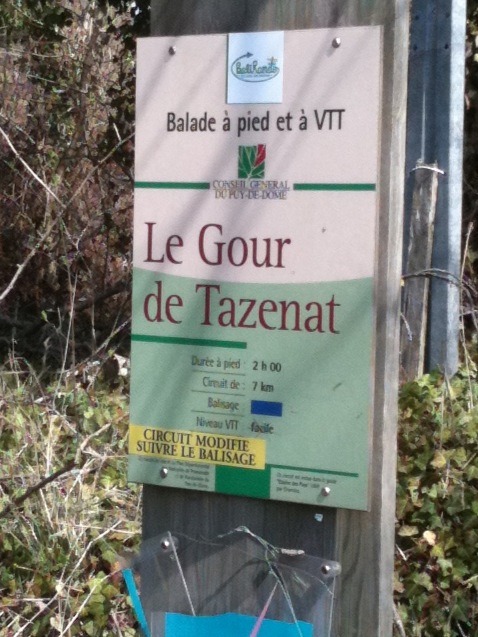 Balade à pied et à VTT
CONSEIL GENERAL
DU PUY-DE-DOME
Le Gour
de Tazenat
Durée à pied : 2 h 00
Circuit de : 7 km
Balisage :
Niveau VTT facile
CIRCUIT MODIFIE
SUIVRE LE BALISAGE